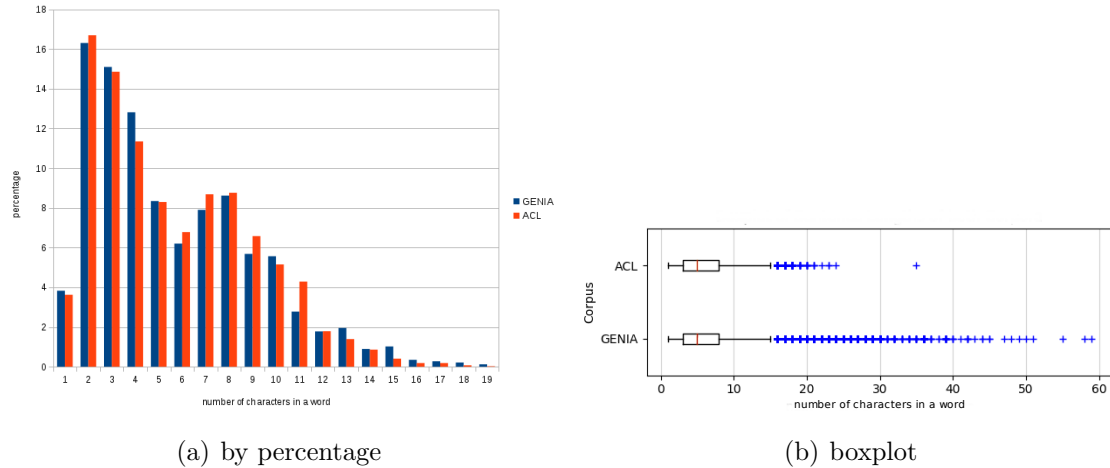 18
16
14
12
10
8
6
4
2
0
percentage
1 2 3 4 5 6 7 8 9 10 11 12 13 14 15 16 17 18 19
number of characters in a word
GENIA
ACL
(a) by percentage
Corpus
ACL
GENIA
0 10 20 30 40 50 60
number of characters in a word
(b) boxplot